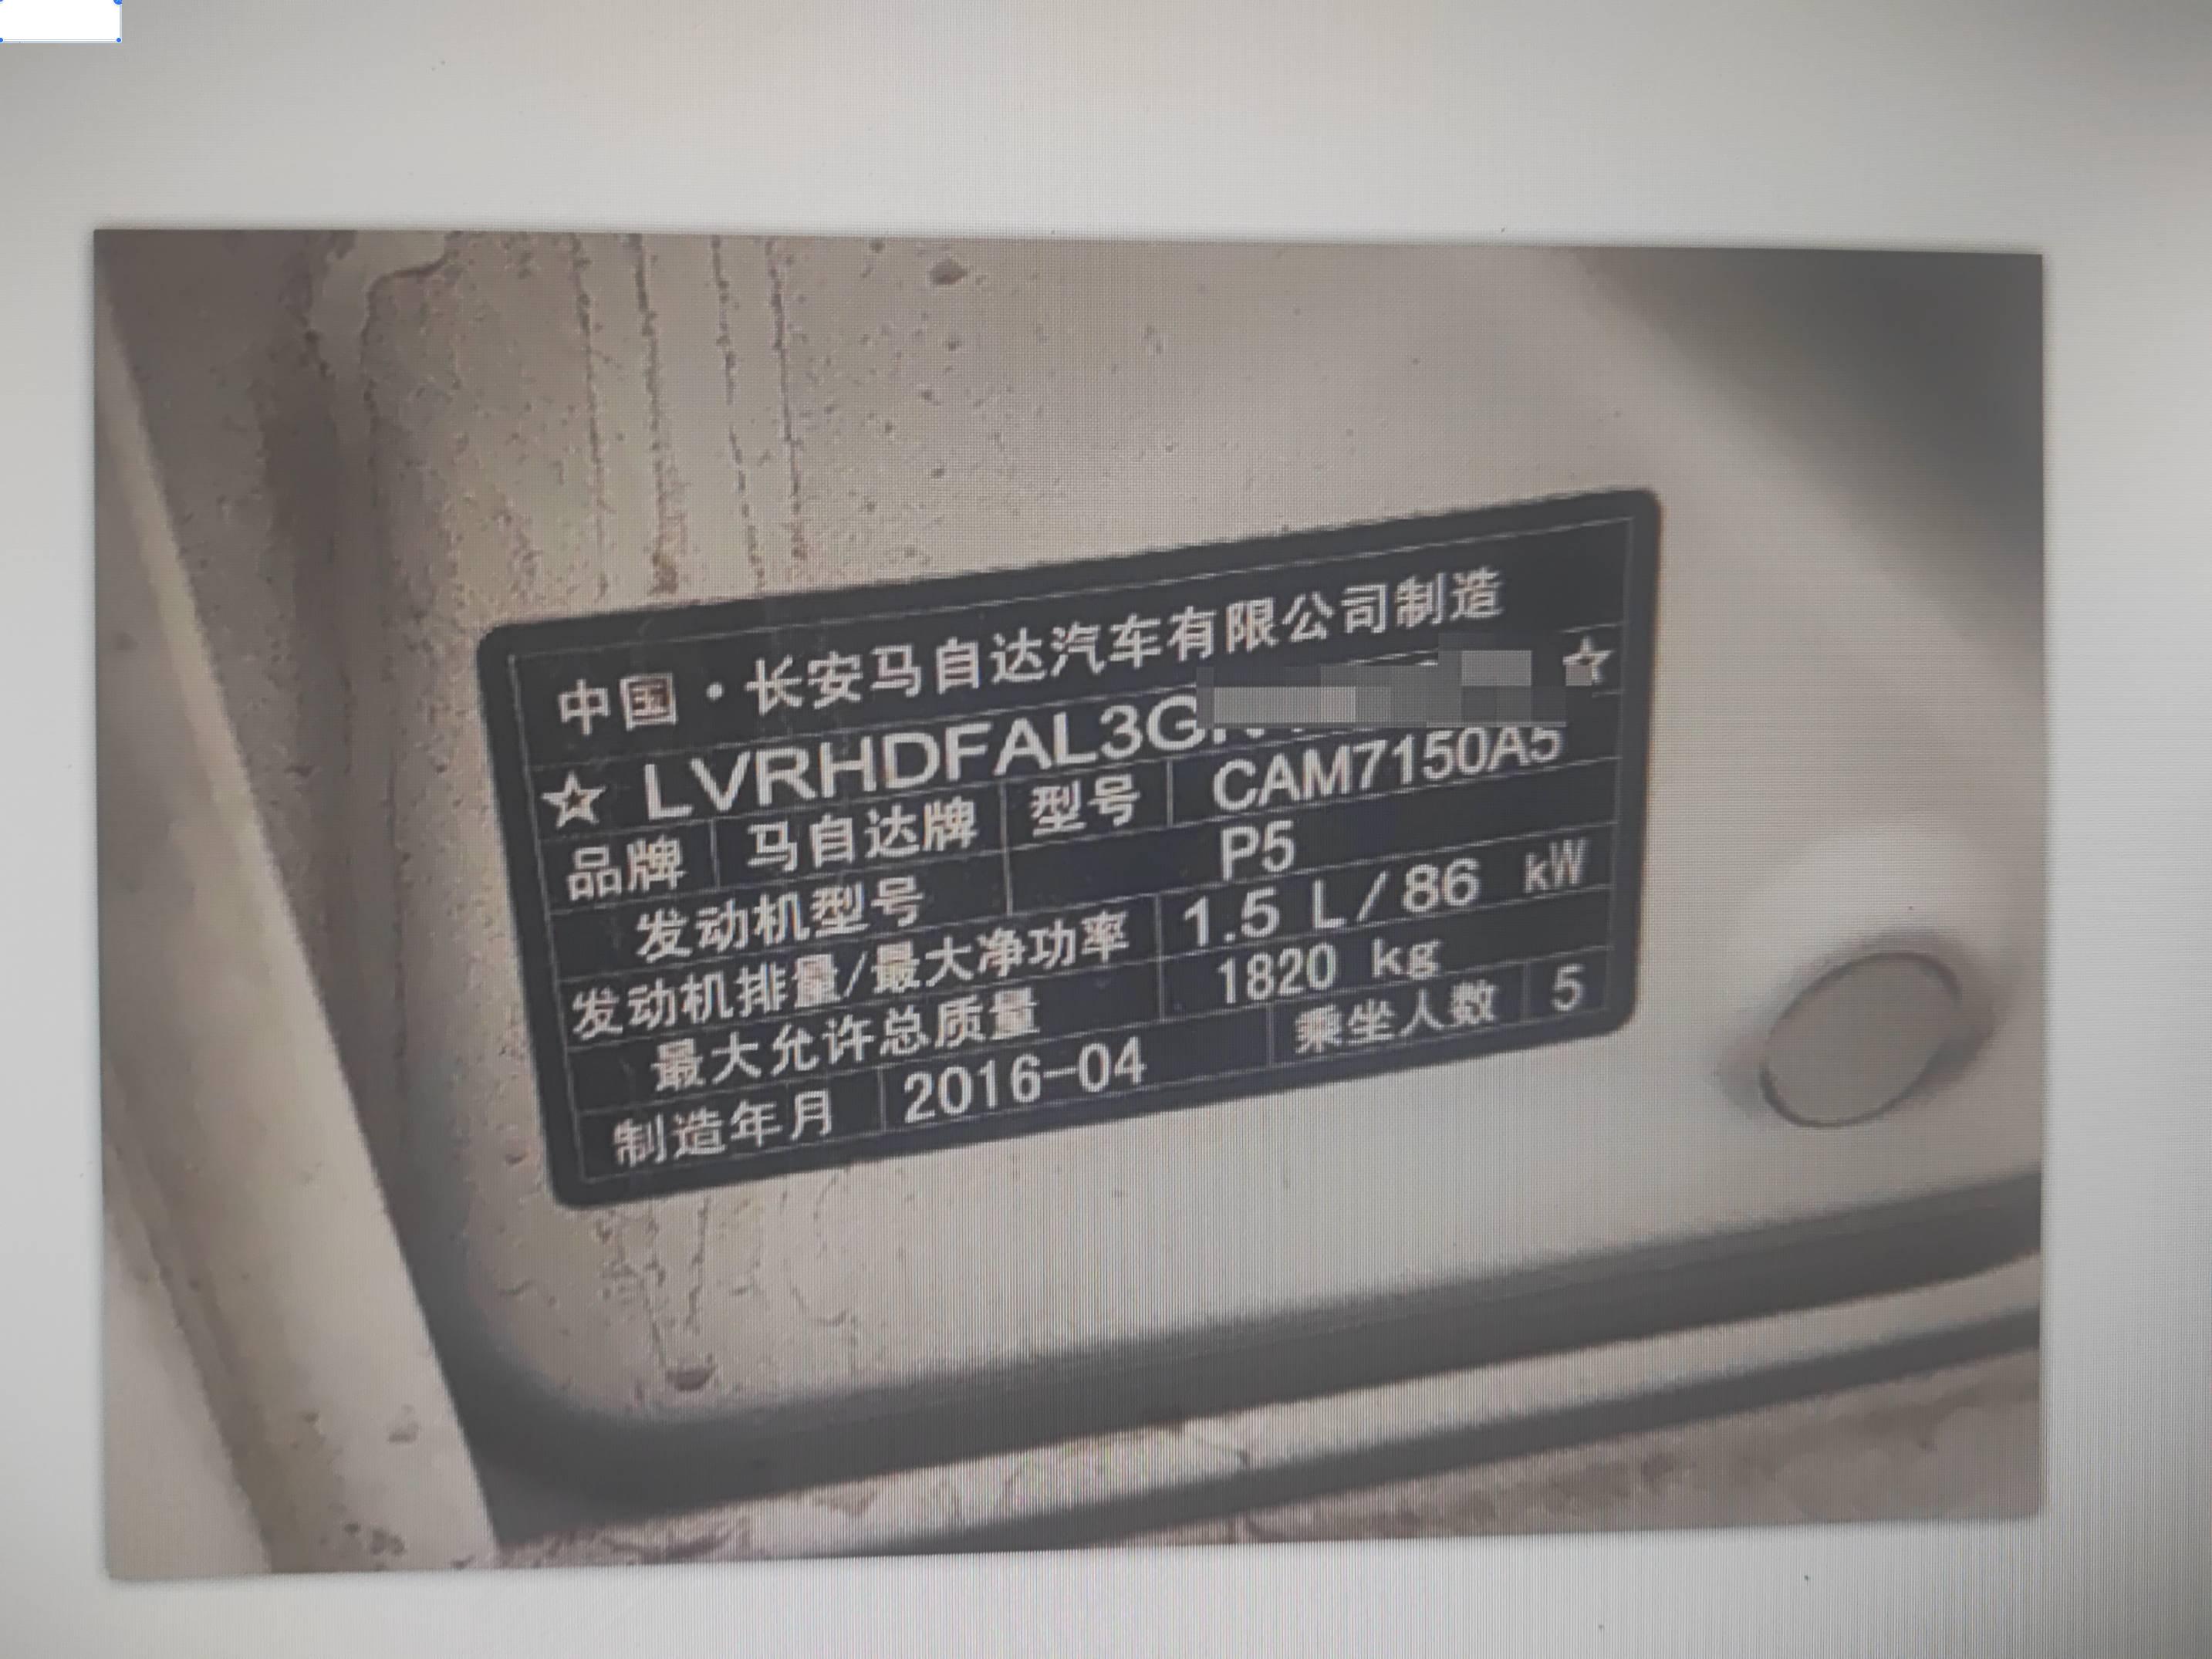 中国·长安马自达汽车有限公司制造
☆ LVRHDFAL3G ☆
品牌 马自达牌 型号 CAM7150A5
发动机型号 P5
发动机排量/最大净功率 1.5 L/86 kW
最大允许总质量 1820 kg
制造年月 2016-04 乘坐人数 5